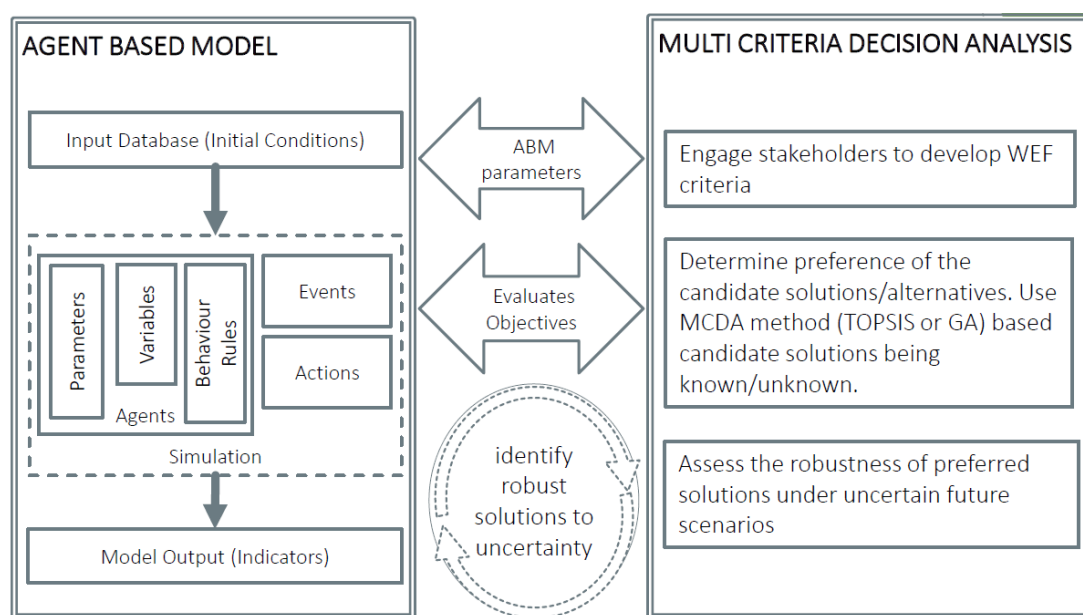 AGENT BASED MODEL
Input Database (Initial Conditions)
Parameters
Variables
Behaviour
Rules
Agents
Events
Actions
Simulation
Model Output (Indicators)
ABM
parameters
Evaluates
Objectives
identify
robust
solutions to
uncertainty
MULTI CRITERIA DECISION ANALYSIS
Engage stakeholders to develop WEF
criteria
Determine preference of the
candidate solutions/alternatives. Use
MCDA method (TOPSIS or GA) based
candidate solutions being
known/unknown.
Assess the robustness of preferred
solutions under uncertain future
scenarios